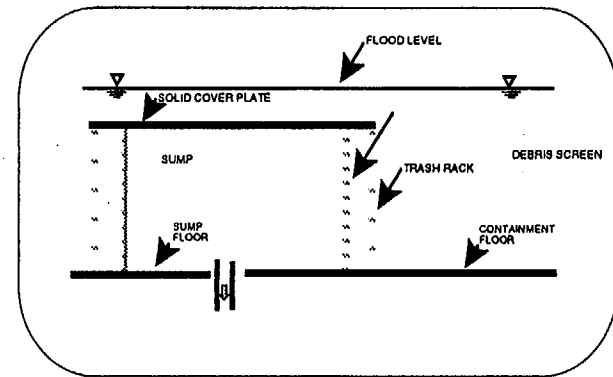 FLOOD LEVEL
SOLID COVER PLATE
SUMP
DEBRIS SCREEN
TRASH RACK
SUMP
FLOOR
CONTAINMENT
FLOOR